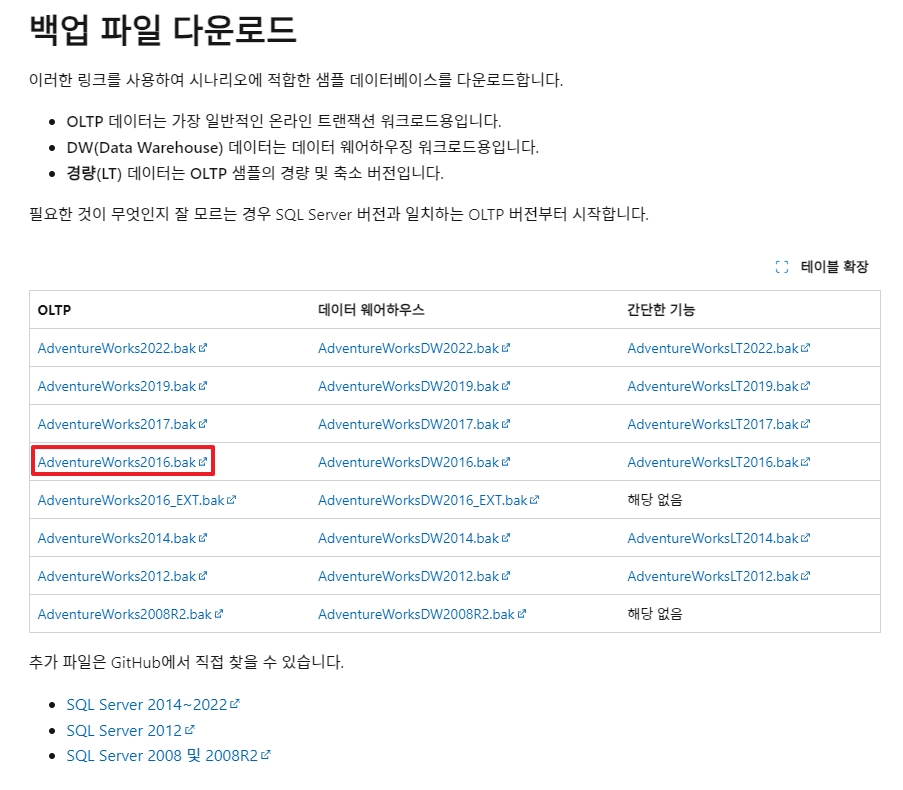 백업 파일 다운로드
이러한 링크를 사용하여 시나리오에 적합한 샘플 데이터베이스를 다운로드합니다.
• OLTP 데이터는 가장 일반적인 온라인 트랜잭션 워크로드용입니다.
• DW(Data Warehouse) 데이터는 데이터 웨어하우징 워크로드용입니다.
• 경량(LT) 데이터는 OLTP 샘플의 경량 및 축소 버전입니다.
필요한 것이 무엇인지 잘 모르는 경우 SQL Server 버전과 일치하는 OLTP 버전부터 시작합니다.
테이블 확장
OLTP 데이터 웨어하우스 간단한 기능
AdventureWorks2022.bak AdventureWorksDW2022.bak AdventureWorksLT2022.bak
AdventureWorks2019.bak AdventureWorksDW2019.bak AdventureWorksLT2019.bak
AdventureWorks2017.bak AdventureWorksDW2017.bak AdventureWorksLT2017.bak
AdventureWorks2016.bak AdventureWorksDW2016.bak AdventureWorksLT2016.bak
AdventureWorks2016_EXT.bak AdventureWorksDW2016_EXT.bak 해당 없음
AdventureWorks2014.bak AdventureWorksDW2014.bak AdventureWorksLT2014.bak
AdventureWorks2012.bak AdventureWorksDW2012.bak AdventureWorksLT2012.bak
AdventureWorks2008R2.bak AdventureWorksDW2008R2.bak 해당 없음
추가 파일은 GitHub에서 직접 찾을 수 있습니다.
• SQL Server 2014~2022
• SQL Server 2012
• SQL Server 2008 및 2008R2